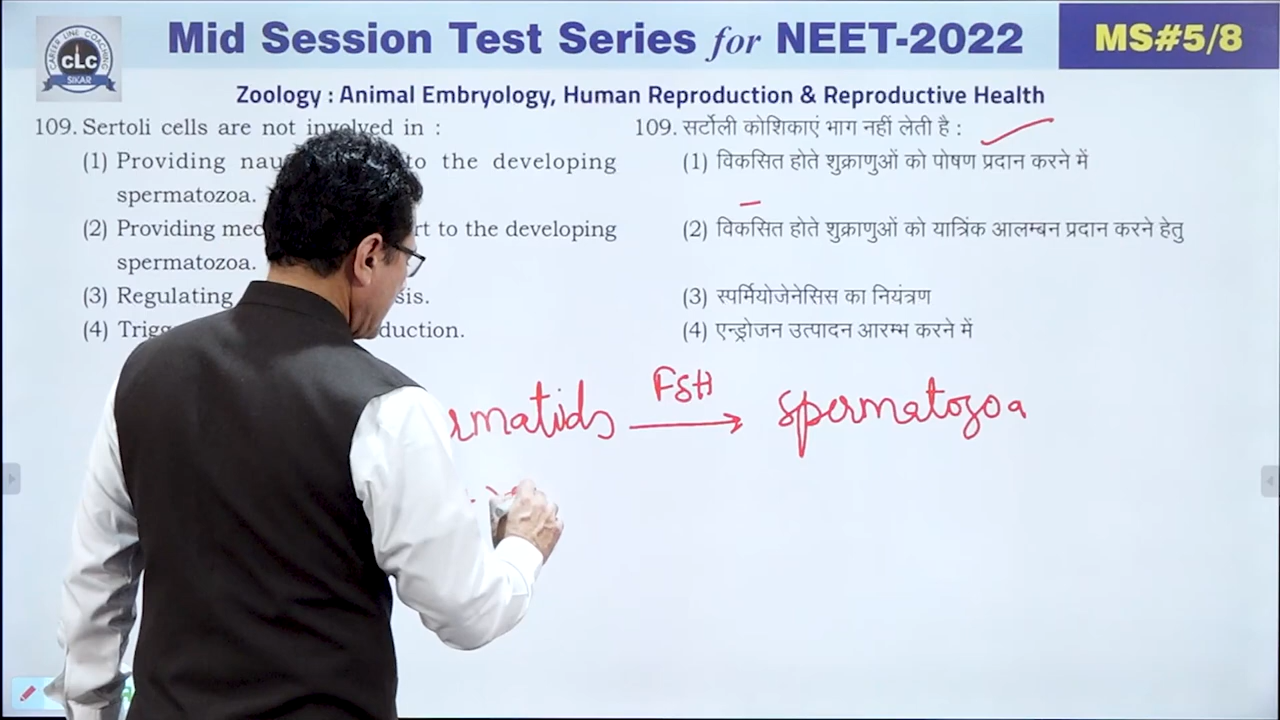 Mid Session Test Series for NEET-2022
MS#5/8
CAREER LINE COACHING
CLC
SIKAR
Zoology : Animal Embryology, Human Reproduction & Reproductive Health
109. Sertoli cells are not involved in :
(1) Providing to the developing
spermatozoa.
(2) Providing to the developing
spermatozoa.
(3) Regulating
(4)
109. सर्टोली कोशिकाएं भाग नहीं लेती है :
(1) विकसित होते शुक्राणुओं को पोषण प्रदान करने में
(2) विकसित होते शुक्राणुओं को यात्रिंक आलम्बन प्रदान करने हेतु
(3) स्पर्मियोजेनेसिस का नियंत्रण
(4) एन्ड्रोजन उत्पादन आरम्भ करने में
FSH
rmatids → spermatozoa